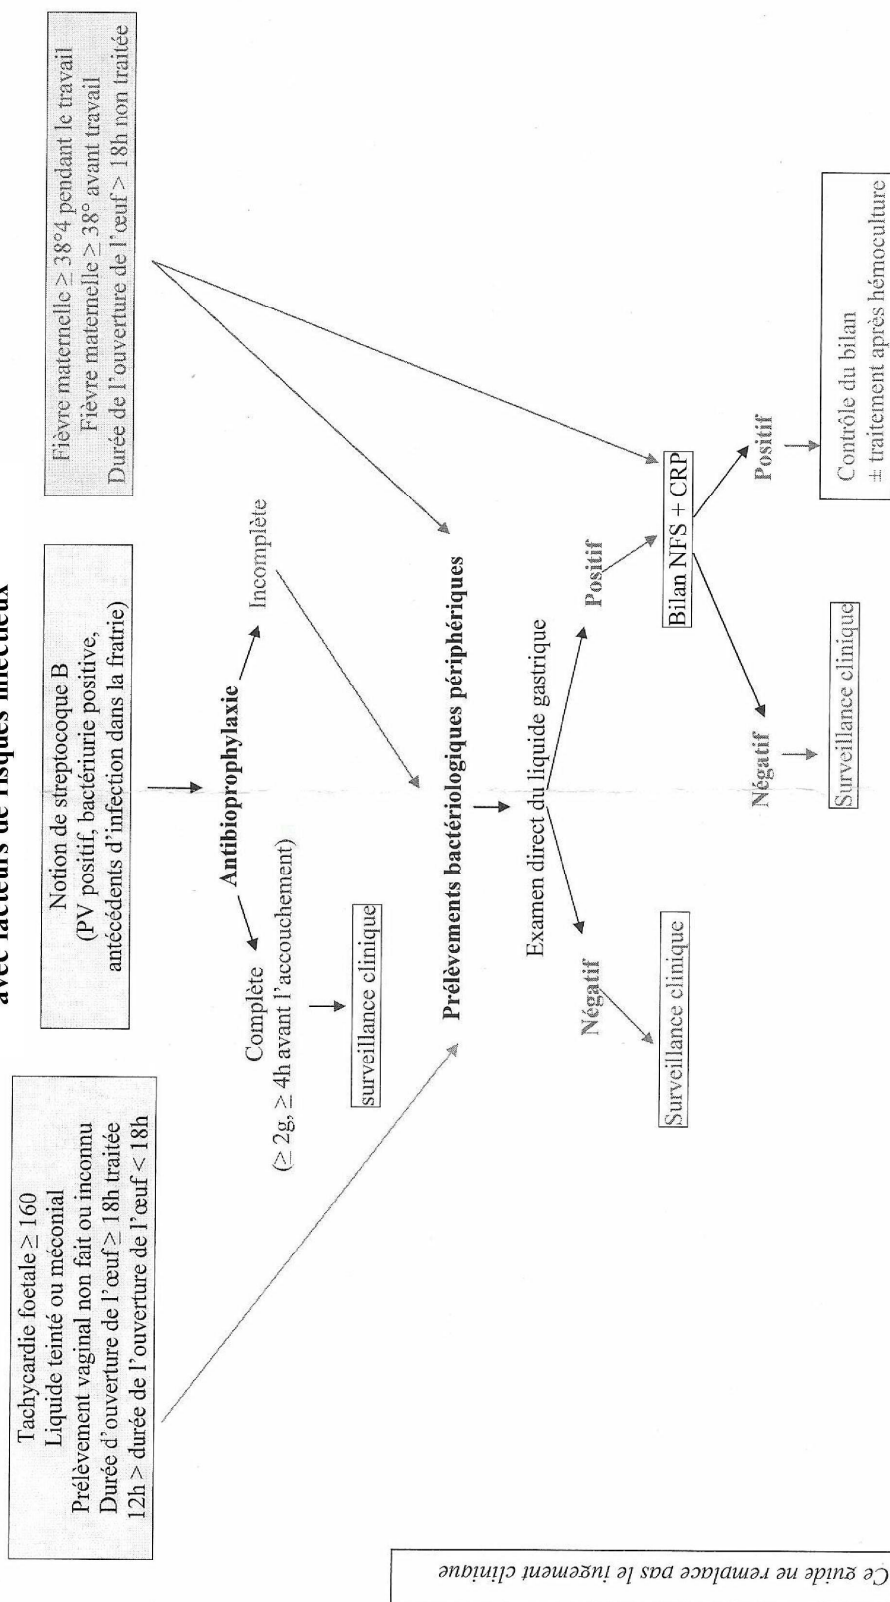 avec facteurs de risques infectieux
Tachycardie foetale ≥ 160
Liquide teinté ou méconial
Prélèvement vaginal non fait ou inconnu
Durée d'ouverture de l'œuf ≥ 18h traitée
12h > durée de l'ouverture de l'œuf < 18h
Notion de streptocoque B
(PV positif, bactériurie positive,
antécédents d'infection dans la fratrie)
Fièvre maternelle ≥ 38°4 pendant le travail
Fièvre maternelle ≥ 38° avant travail
Durée de l'ouverture de l'œuf > 18h non traitée
Antibioprophylaxie
Complète
(≥ 2g, ≥ 4h avant l'accouchement)
Incomplète
surveillance clinique
Prélèvements bactériologiques périphériques
Examen direct du liquide gastrique
Négatif
Positif
Surveillance clinique
Bilan NFS + CRP
Négatif
Positif
Surveillance clinique
Contrôle du bilan
± traitement après hémoculture
Ce guide ne remplace pas le jugement clinique